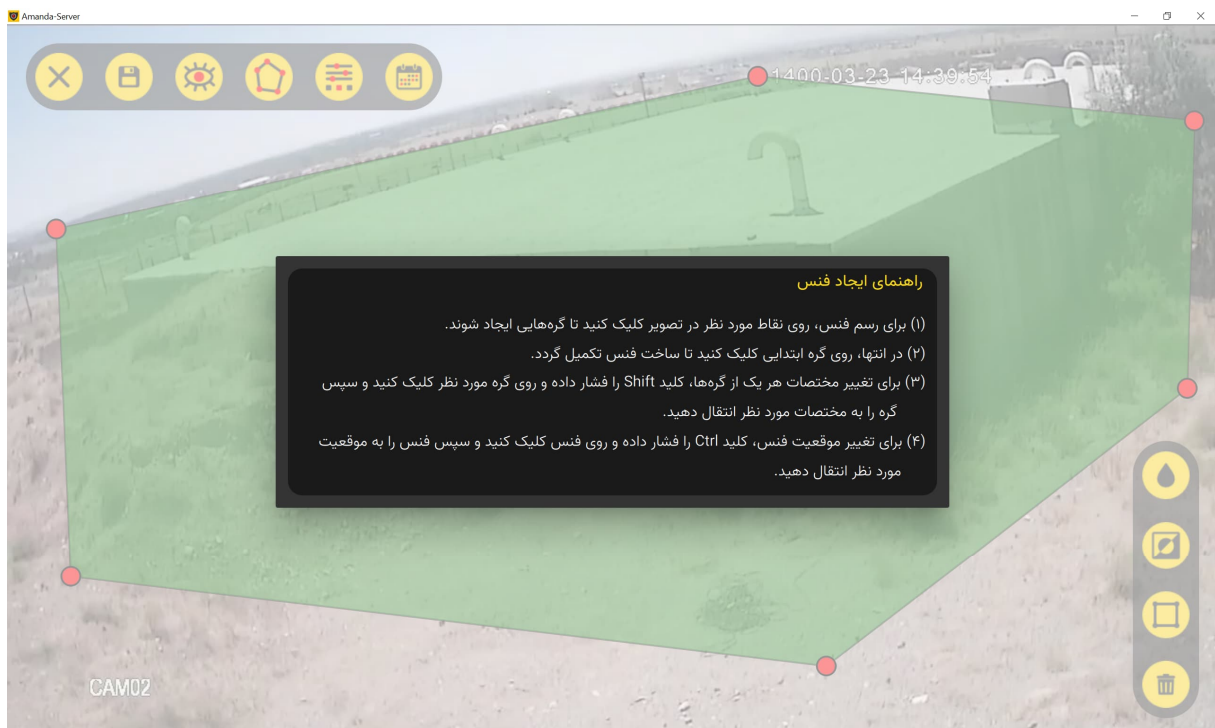 Amanda-Server
1400-03-23 14:39:54
راهنمای ایجاد فنس
(۱) برای رسم فنس، روی نقاط مورد نظر در تصویر کلیک کنید تا گره‌هایی ایجاد شوند.
(۲) در انتها، روی گره ابتدایی کلیک کنید تا ساخت فنس تکمیل گردد.
(۳) برای تغییر مختصات هر یک از گره‌ها، کلید Shift را فشار داده و روی گره مورد نظر کلیک کنید و سپس
گره را به مختصات مورد نظر انتقال دهید.
(۴) برای تغییر موقعیت فنس، کلید Ctrl را فشار داده و روی فنس کلیک کنید و سپس فنس را به موقعیت
مورد نظر انتقال دهید.
CAM02